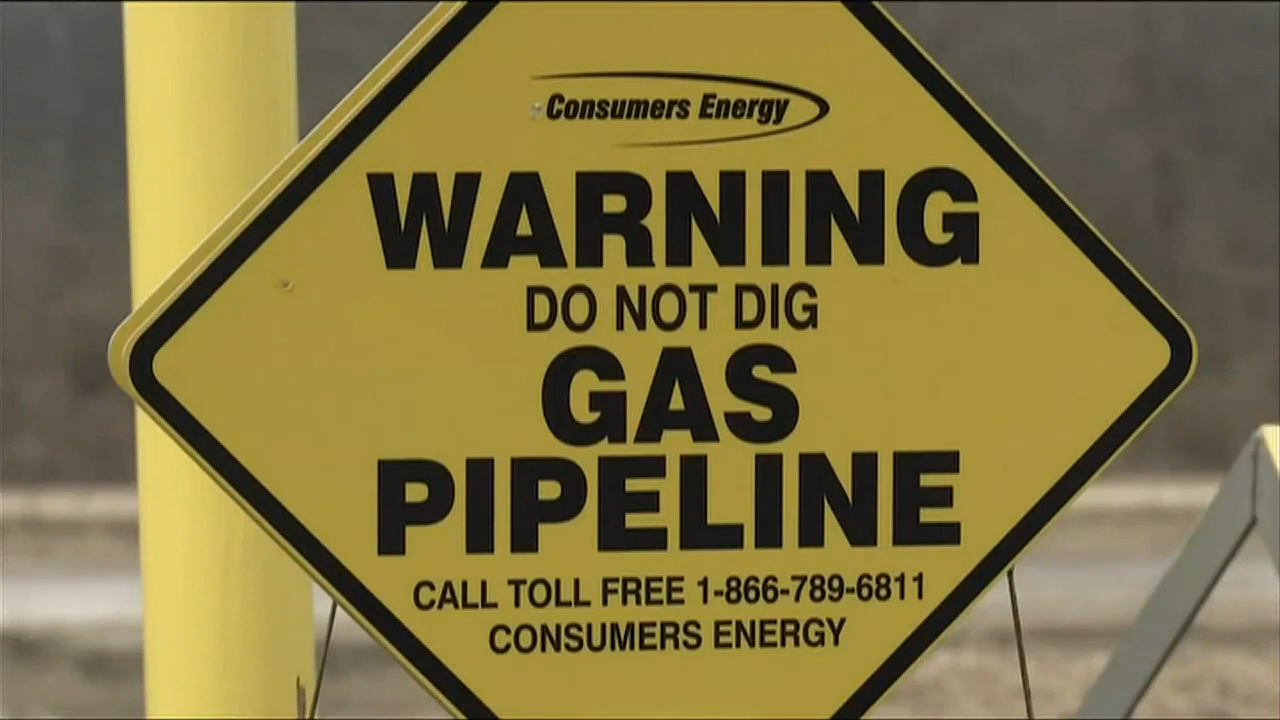 Consumers Energy
WARNING
DO NOT DIG
GAS
PIPELINE
CALL TOLL FREE 1-866-789-6811
CONSUMERS ENERGY